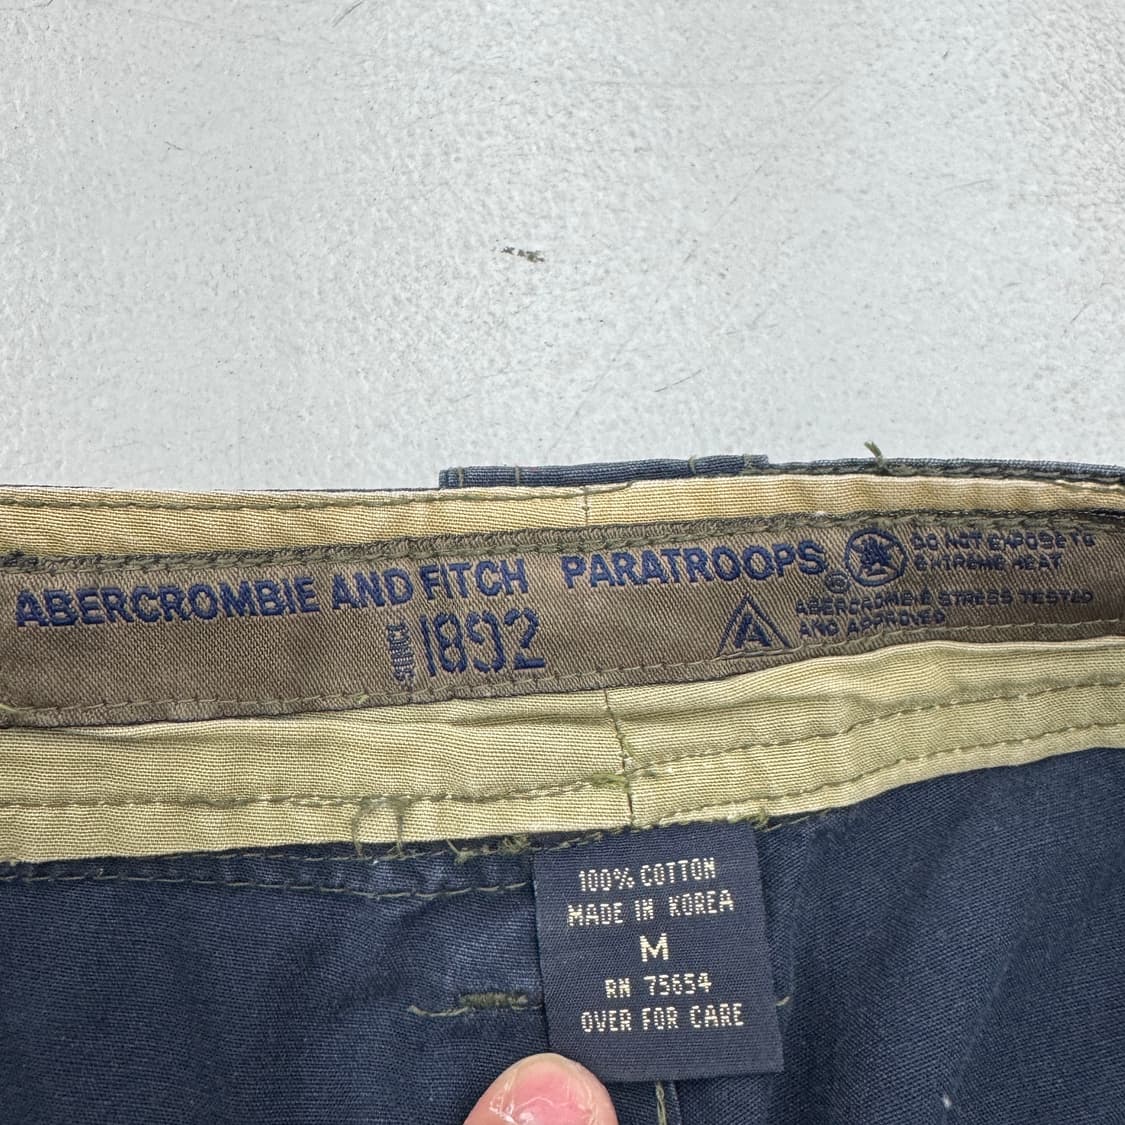 ABERCROMBIE AND FITCH PARATROOPS®
SINCE 1892
DO NOT EXPOSE TO
EXTREME HEAT
A
ABERCROMBIE STRESS TESTED
AND APPROVED
100% COTTON
MADE IN KOREA
M
RN 75654
OVER FOR CARE